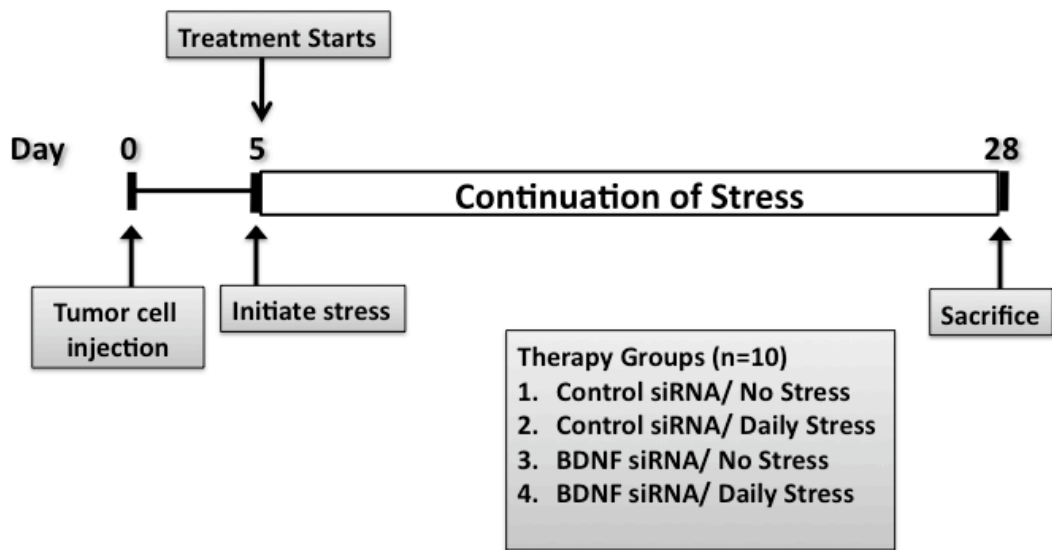 Treatment Starts
Day 0 5 28
Continuation of Stress
Tumor cell
injection
Initiate stress
Sacrifice
Therapy Groups (n=10)
1. Control siRNA/ No Stress
2. Control siRNA/ Daily Stress
3. BDNF siRNA/ No Stress
4. BDNF siRNA/ Daily Stress